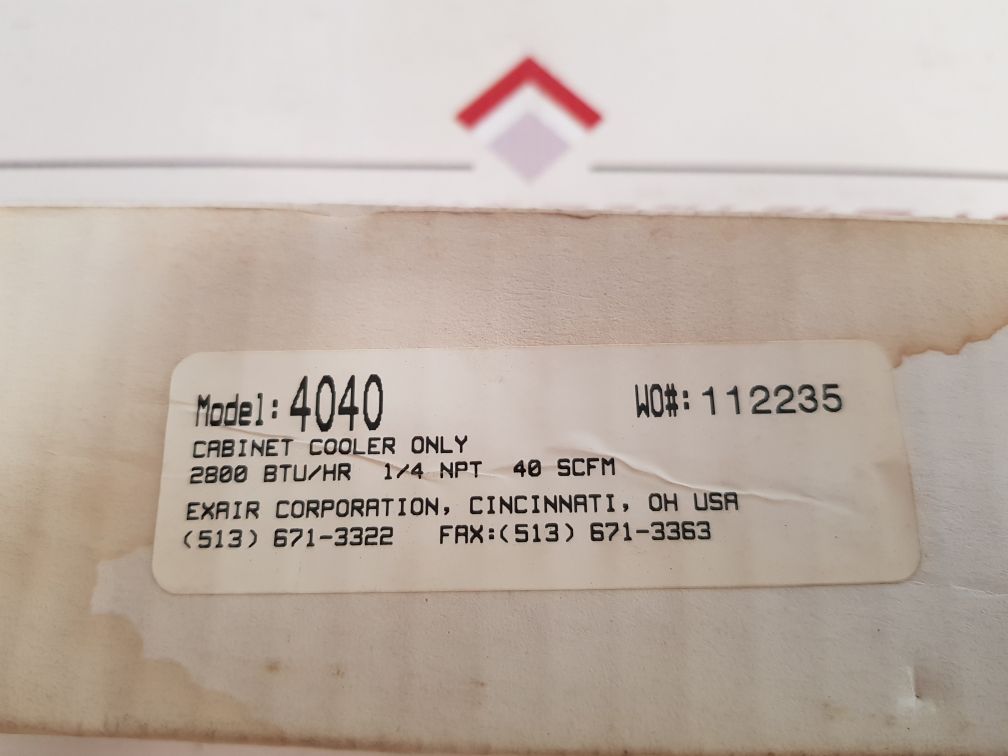 Model: 4040 WO#: 112235
CABINET COOLER ONLY
2800 BTU/HR 1/4 NPT 40 SCFM
EXAIR CORPORATION, CINCINNATI, OH USA
(513) 671-3322 FAX:(513) 671-3363